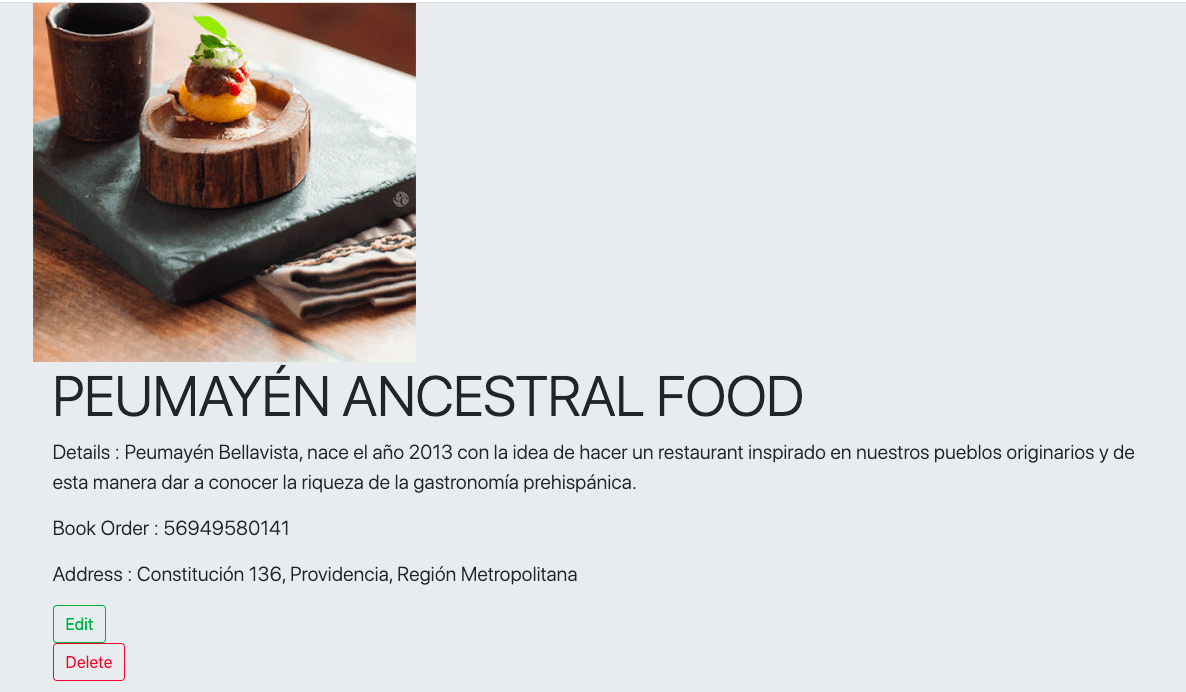 PEUMAYÉN ANCESTRAL FOOD
Details : Peumayén Bellavista, nace el año 2013 con la idea de hacer un restaurant inspirado en nuestros pueblos originarios y de
esta manera dar a conocer la riqueza de la gastronomía prehispánica.
Book Order : 56949580141
Address : Constitución 136, Providencia, Región Metropolitana
Edit
Delete